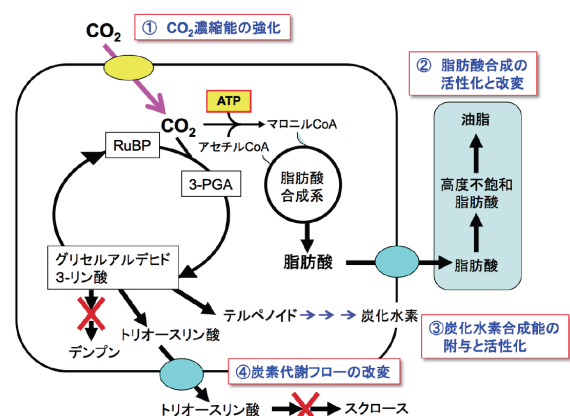 ① CO₂濃縮能の強化
CO₂
② 脂肪酸合成の
活性化と改変
ATP
CO₂
マロニルCoA
アセチルCoA
RuBP
3-PGA
脂肪酸
合成系
油脂
高度不飽和
脂肪酸
脂肪酸
脂肪酸
グリセルアルデヒド
3-リン酸
テルペノイド
炭化水素
③炭化水素合成能の
附与と活性化
トリオースリン酸
デンプン
④炭素代謝フローの改変
トリオースリン酸
スクロース